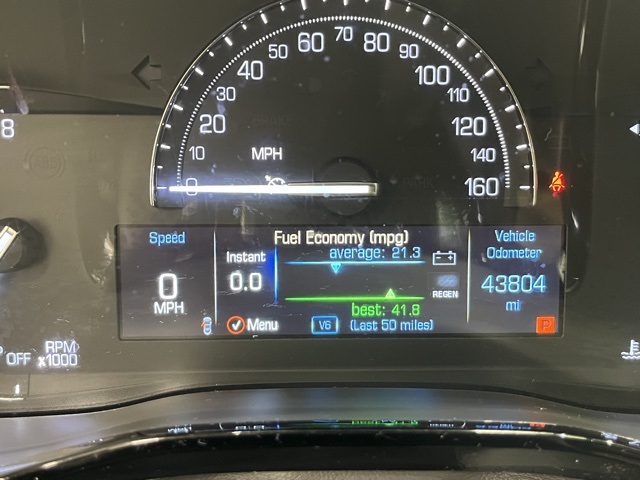 60 70 80
50 90
40 100
30 110
20 120
10 MPH 140
0 160
8
Speed
0
MPH
Fuel Economy (mpg)
average: 21.3
Instant
0.0
REGEN
best: 41.8
Menu
V6
(Last 50 miles)
Vehicle
Odometer
43804
mi
P
OFF
RPM
x1000